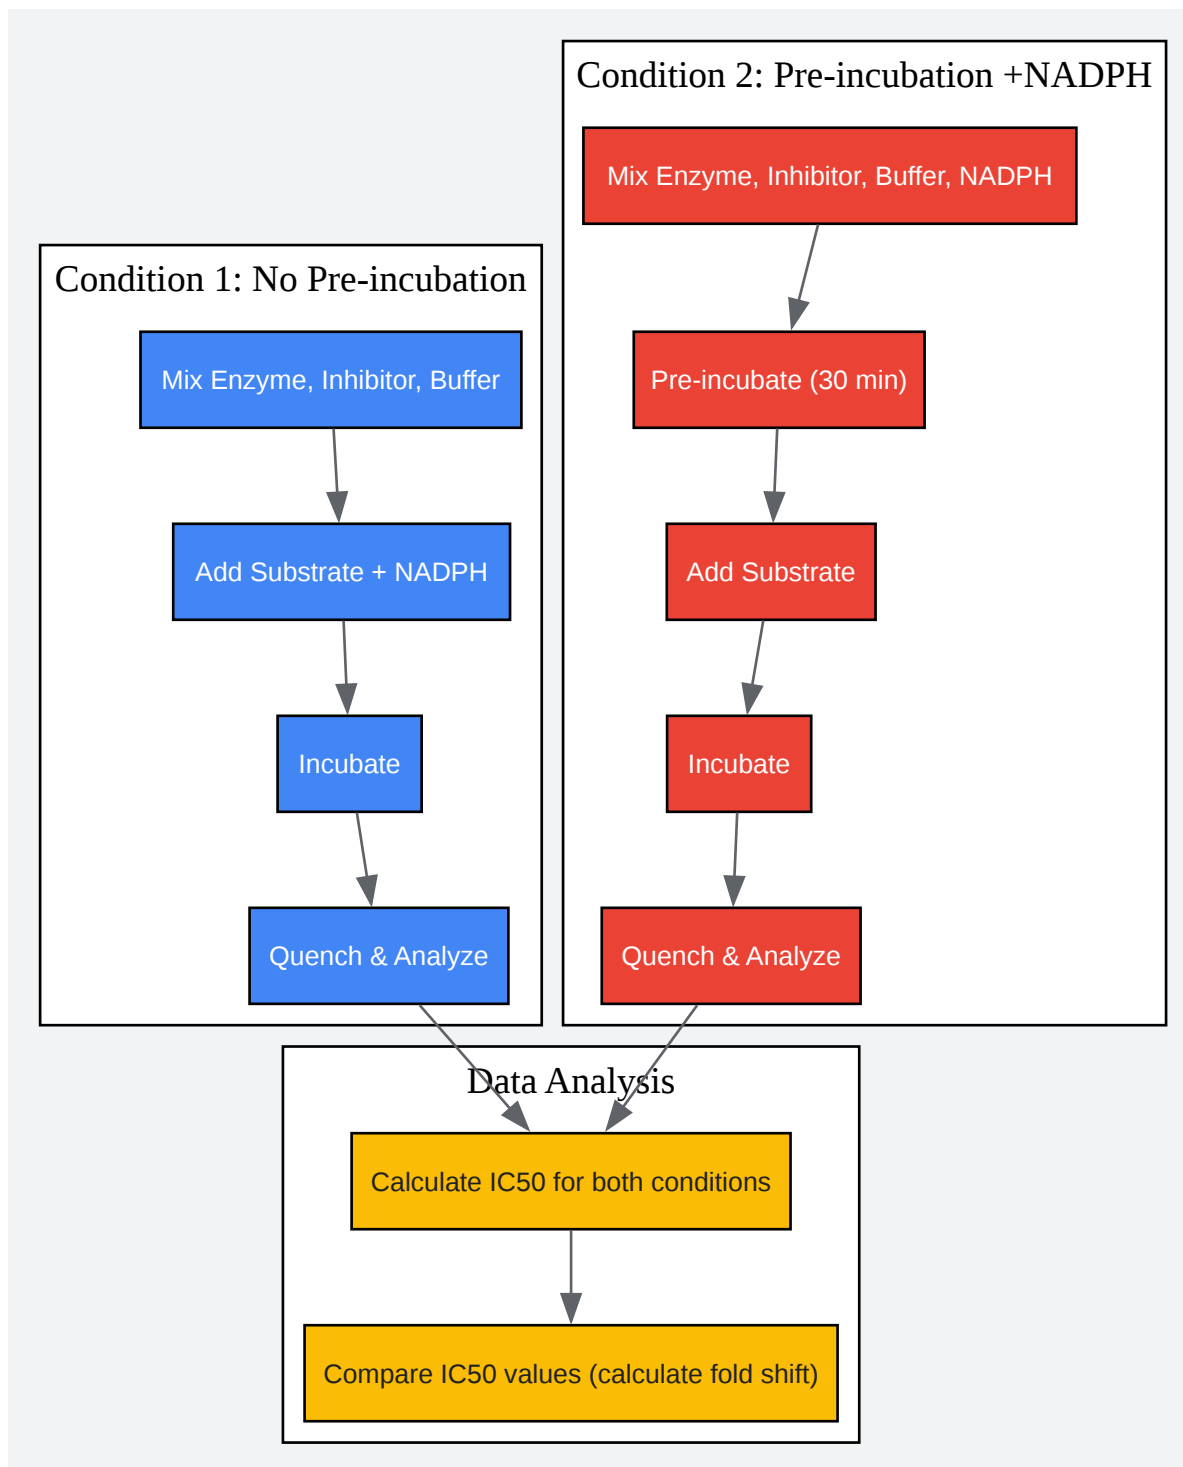 Condition 1: No Pre-incubation
Mix Enzyme, Inhibitor, Buffer
Add Substrate + NADPH
Incubate
Quench & Analyze
Condition 2: Pre-incubation +NADPH
Mix Enzyme, Inhibitor, Buffer, NADPH
Pre-incubate (30 min)
Add Substrate
Incubate
Quench & Analyze
Data Analysis
Calculate IC50 for both conditions
Compare IC50 values (calculate fold shift)